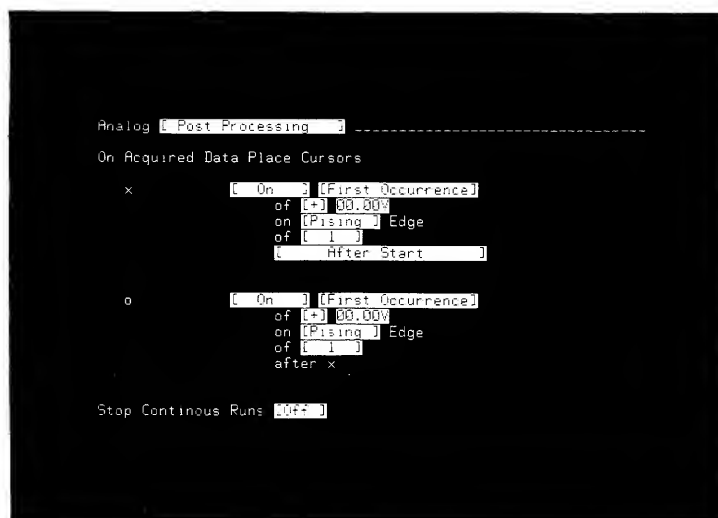 Analog [ Post Processing ]
On Acquired Data Place Cursors
x [ On ] [First Occurrence]
of [+] 00.00V
on [Rising ] Edge
of [ 1 ]
[ After Start ]
o [ On ] [First Occurrence]
of [+] 00.00V
on [Rising ] Edge
of [ 1 ]
after x
Stop Continous Runs [Off ]